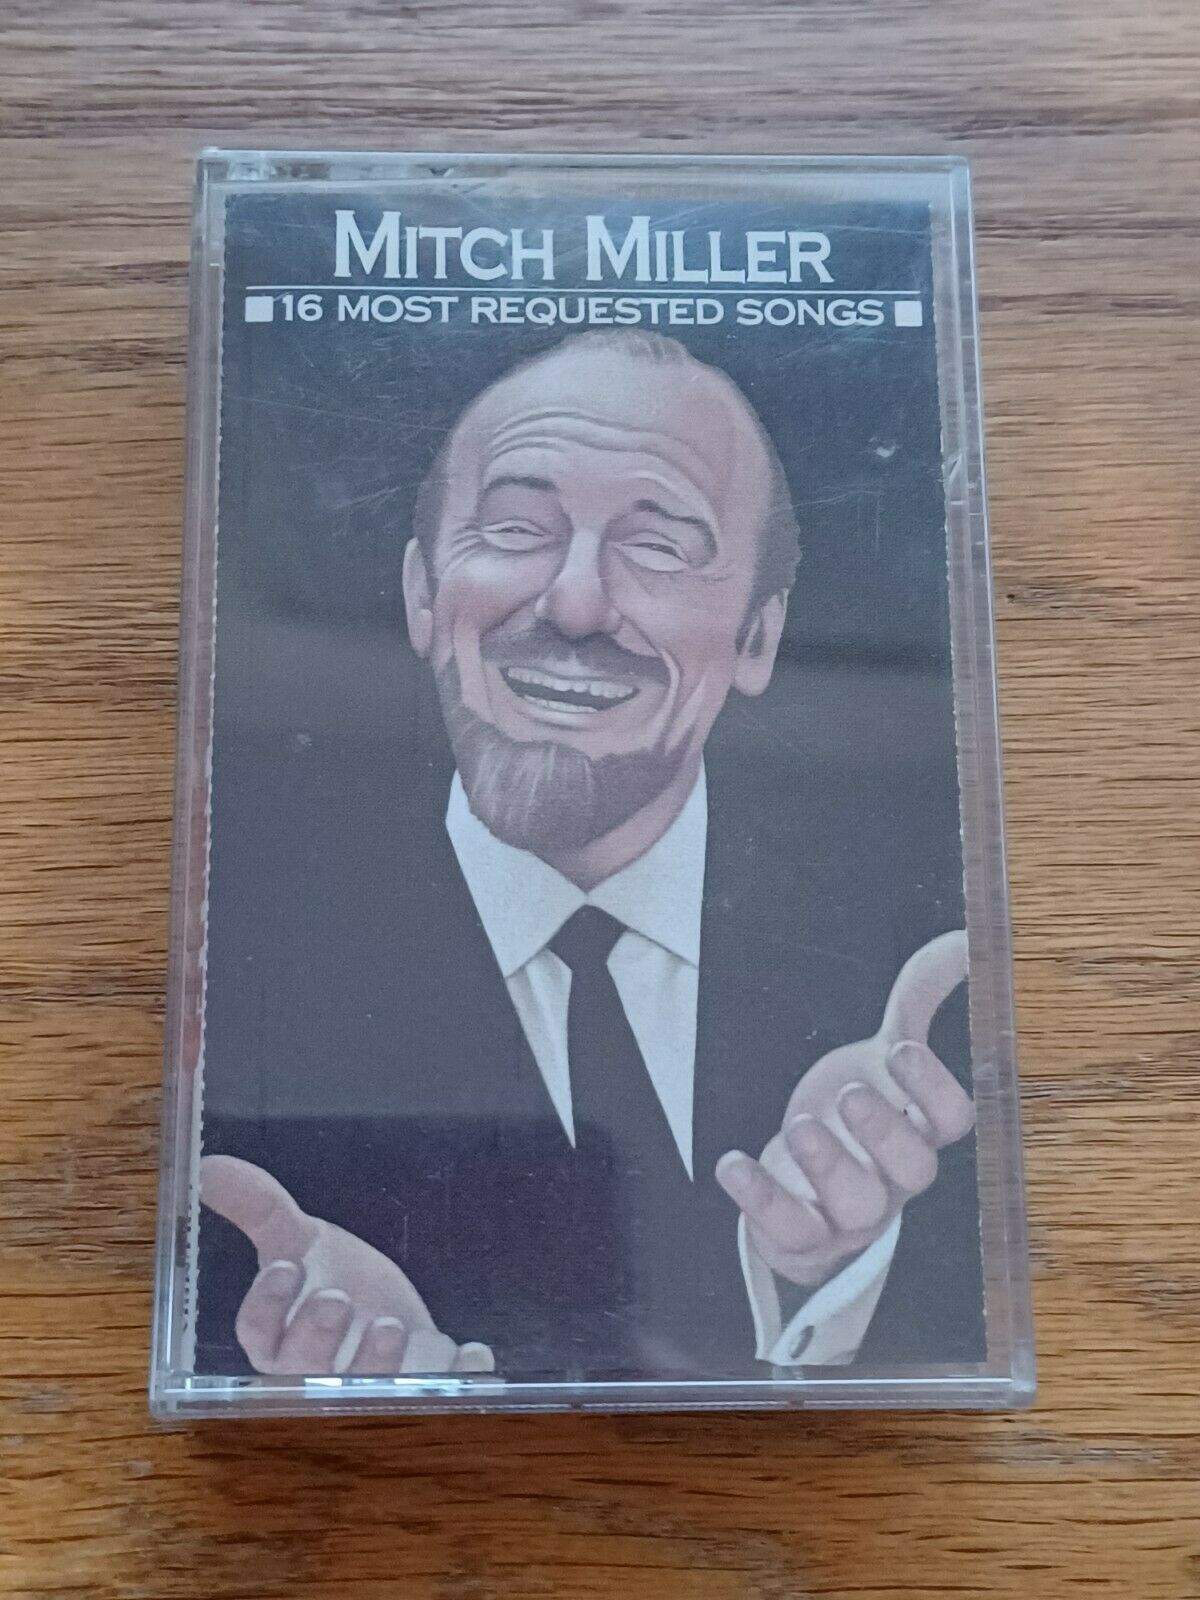 MITCH MILLER
16 MOST REQUESTED SONGS